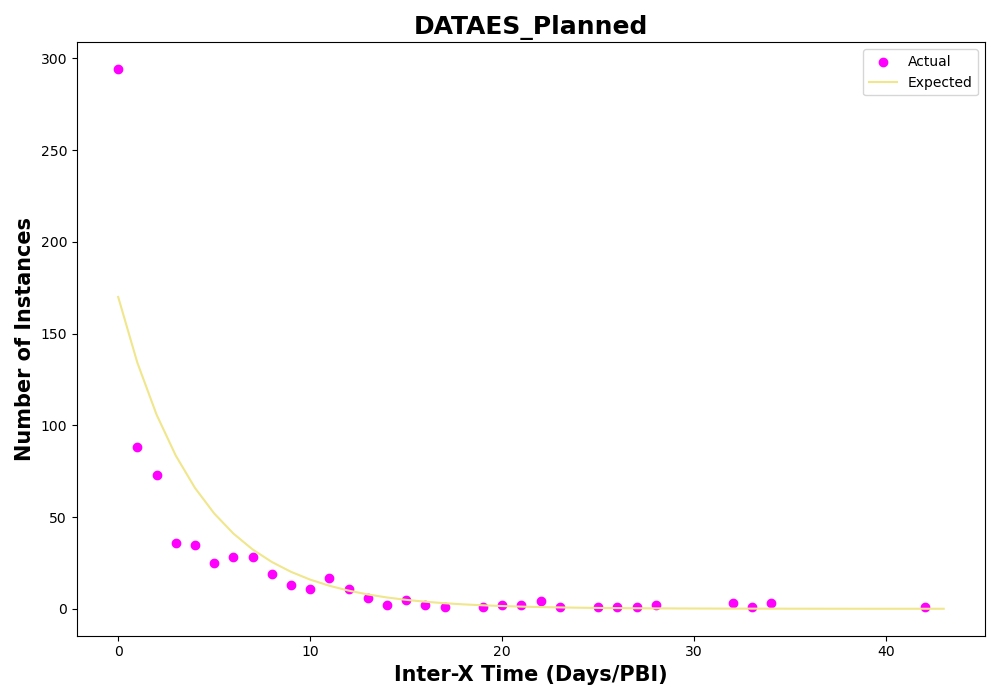 DATAES_Planned
Actual
Expected
Number of Instances
300
250
200
150
100
50
0
0
10
20
30
40
Inter-X Time (Days/PBI)